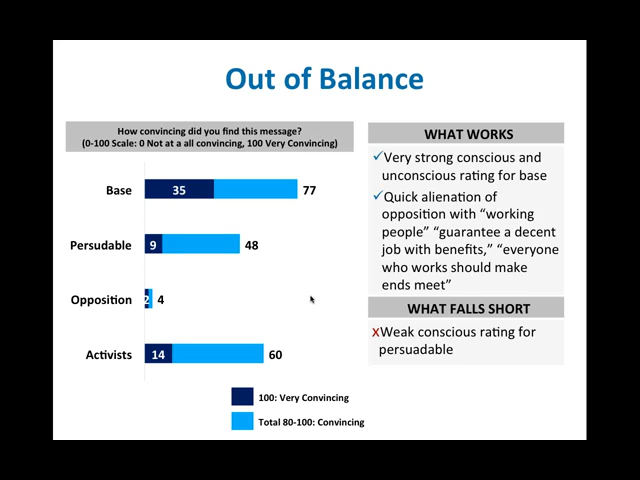 Out of Balance
How convincing did you find this message?
(0-100 Scale: 0 Not at a all convincing, 100 Very Convincing)
Base 35 77
Persudable 9 48
Opposition 2 4
Activists 14 60
100: Very Convincing
Total 80-100: Convincing
WHAT WORKS
✓Very strong conscious and
unconscious rating for base
✓Quick alienation of
opposition with “working
people” “guarantee a decent
job with benefits,” “everyone
who works should make
ends meet”
WHAT FALLS SHORT
xWeak conscious rating for
persuadable